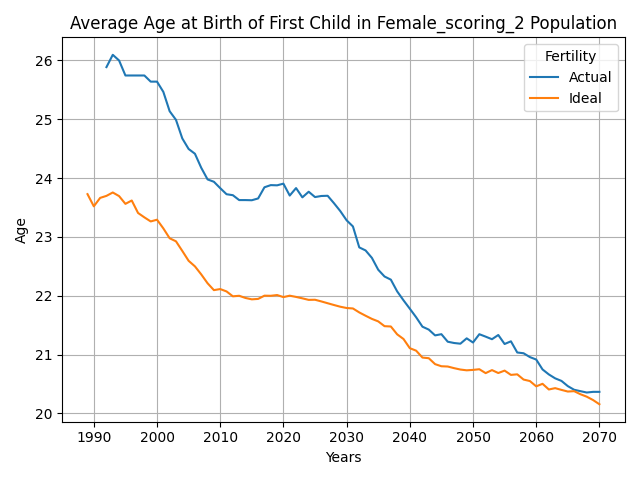 Average Age at Birth of First Child in Female_scoring_2 Population
Fertility
Actual
Ideal
Age
26
25
24
23
22
21
20
1990 2000 2010 2020 2030 2040 2050 2060 2070
Years